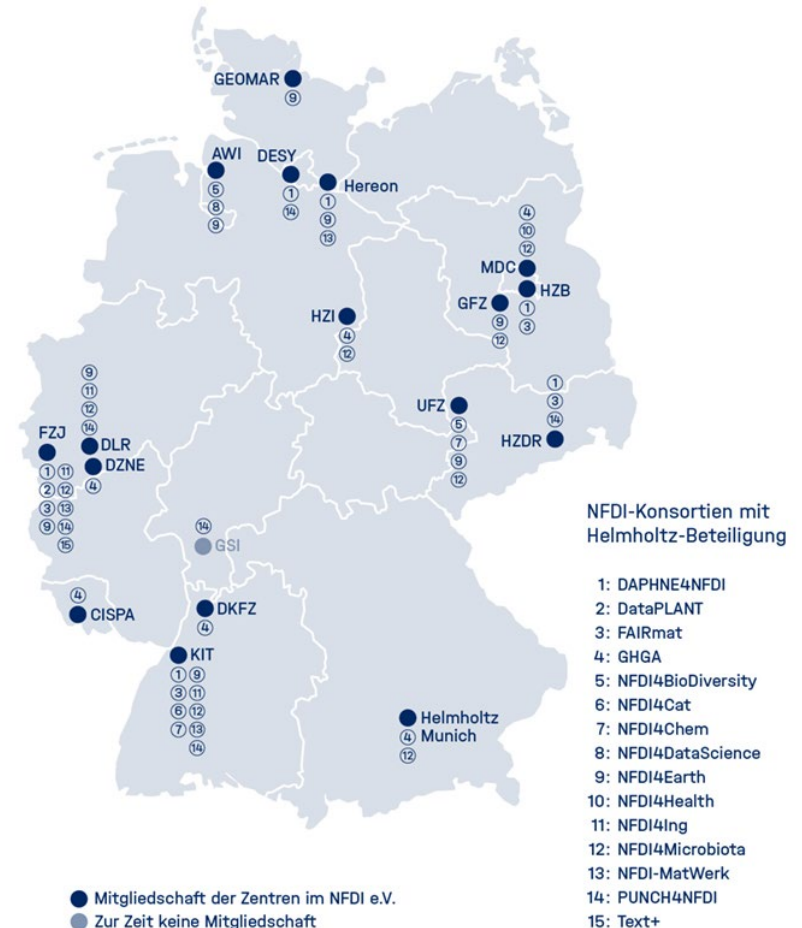 GEOMAR
⑨
AWI
⑤
⑧
⑨
DESY
①
⑭
Hereon
①
⑨
⑬
④
⑩
⑫
MDC
HZB
①
③
GFZ
⑨
⑫
HZI
④
⑫
UFZ
⑤
⑦
⑨
⑫
①
③
⑭
HZDR
⑨
⑪
⑫
⑭
DLR
DZNE
④
FZJ
① ⑪
② ⑫
③ ⑬
⑨ ⑭
⑮
⑭
GSI
④
CISPA
DKFZ
④
KIT
① ⑨
③ ⑪
⑥ ⑫
⑦ ⑬
⑭
Helmholtz
④ Munich
⑫
NFDI-Konsortien mit
Helmholtz-Beteiligung
1: DAPHNE4NFDI
2: DataPLANT
3: FAIRmat
4: GHGA
5: NFDI4BioDiversity
6: NFDI4Cat
7: NFDI4Chem
8: NFDI4DataScience
9: NFDI4Earth
10: NFDI4Health
11: NFDI4Ing
12: NFDI4Microbiota
13: NFDI-MatWerk
14: PUNCH4NFDI
15: Text+
Mitgliedschaft der Zentren im NFDI e.V.
Zur Zeit keine Mitgliedschaft